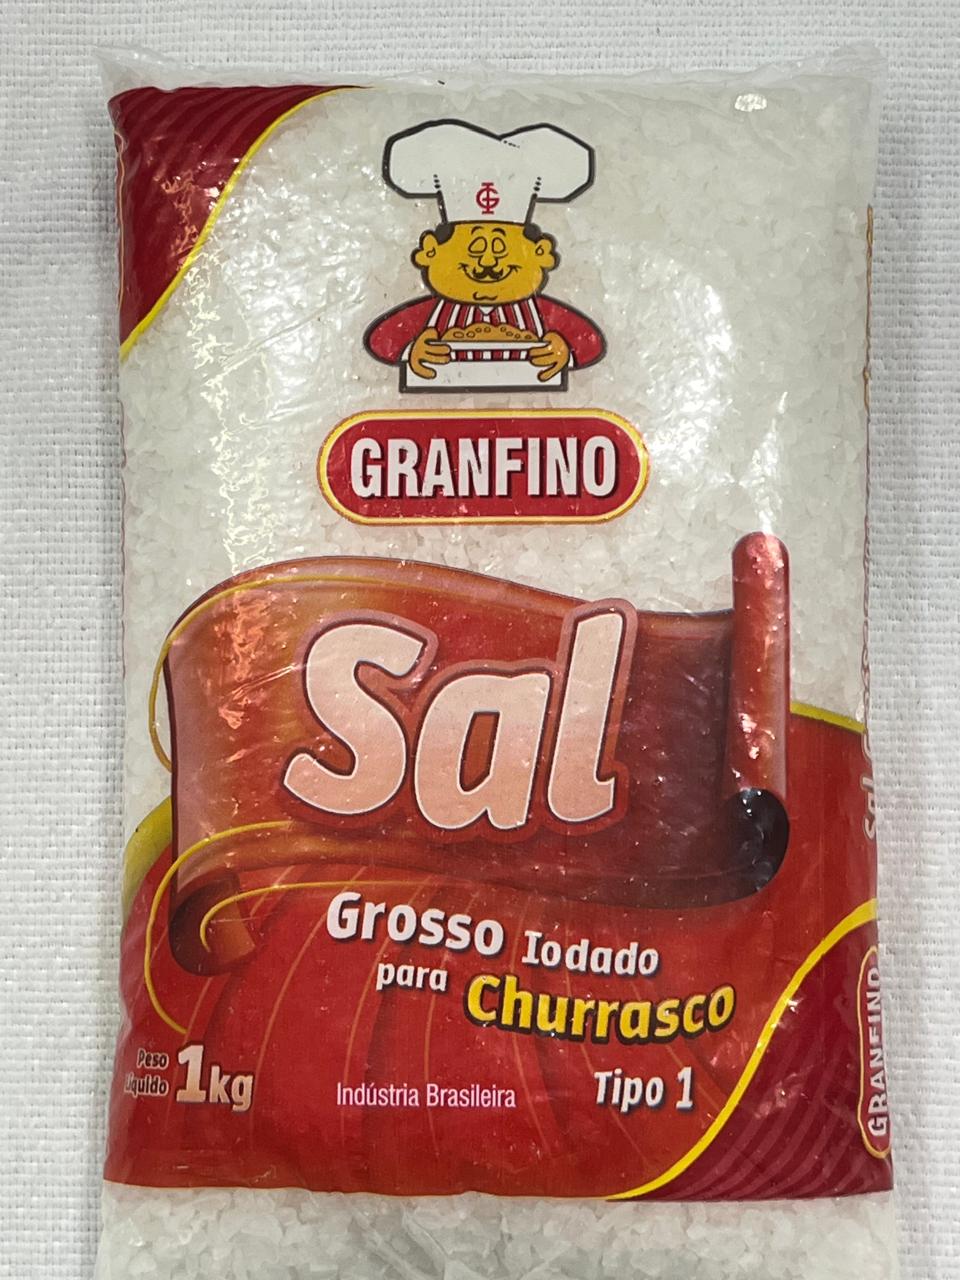 GRANFINO
Sal
Grosso Iodado
para Churrasco
Peso
Líquido 1kg
Indústria Brasileira
Tipo 1
GRANFINO